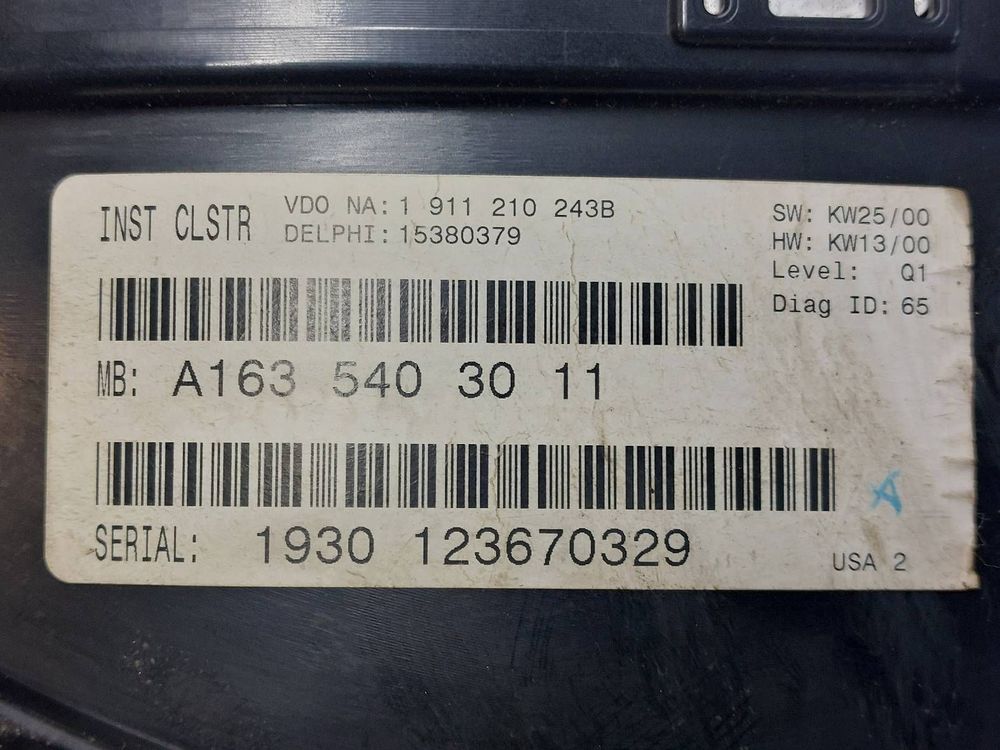 INST CLSTR
VDO NA: 1 911 210 243B
DELPHI: 15380379
SW: KW25/00
HW: KW13/00
Level: Q1
Diag ID: 65
MB: A163 540 30 11
SERIAL: 1930 123670329
A
USA 2